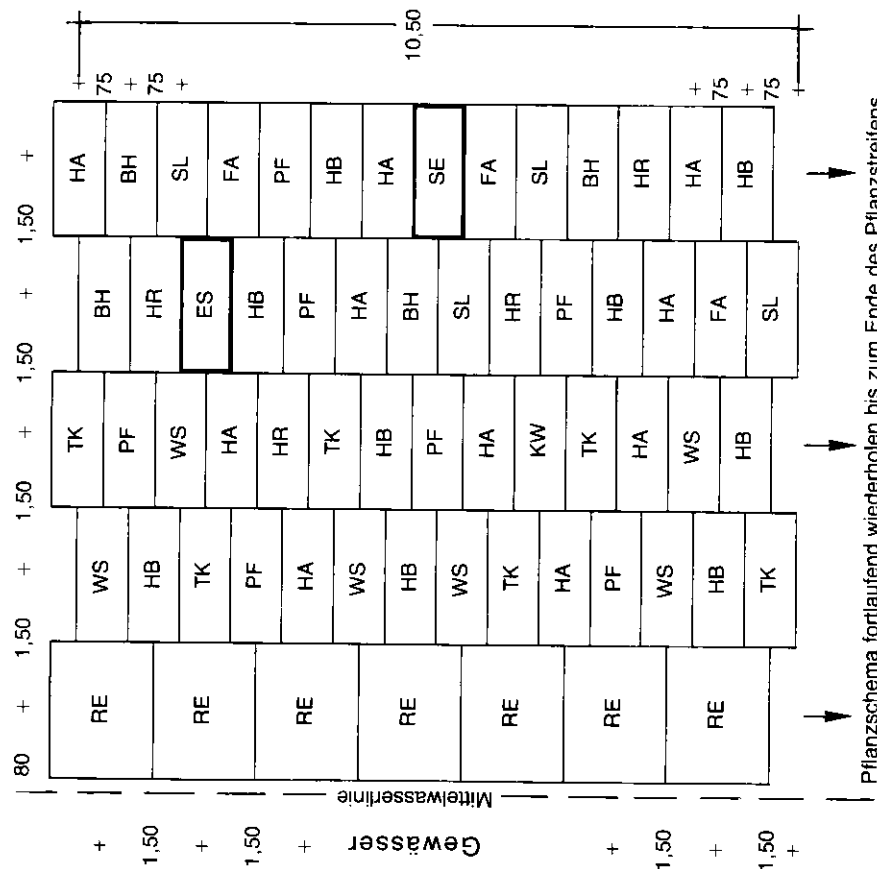 80 + 1,50 + 1,50 + 1,50 + 1,50 +
RE
RE
RE
RE
RE
RE
RE
WS
HB
TK
PF
HA
WS
HB
WS
TK
HA
PF
WS
HB
TK
TK
PF
WS
HA
HR
TK
HB
PF
HA
KW
TK
HA
WS
HB
BH
HR
ES
HB
PF
HA
BH
SL
HR
PF
HB
HA
FA
SL
HA
BH
SL
FA
PF
HB
HA
SE
FA
SL
BH
HR
HA
HB
+ 75 + 75 +
+ 75 + 75 +
10,50
Mittelwasserlinie
Gewässer
+ 1,50 + 1,50 +
+ 1,50 + 1,50 +
Pflanzschema fortlaufend wiederholen bis zum Ende des Pflanzstreifens